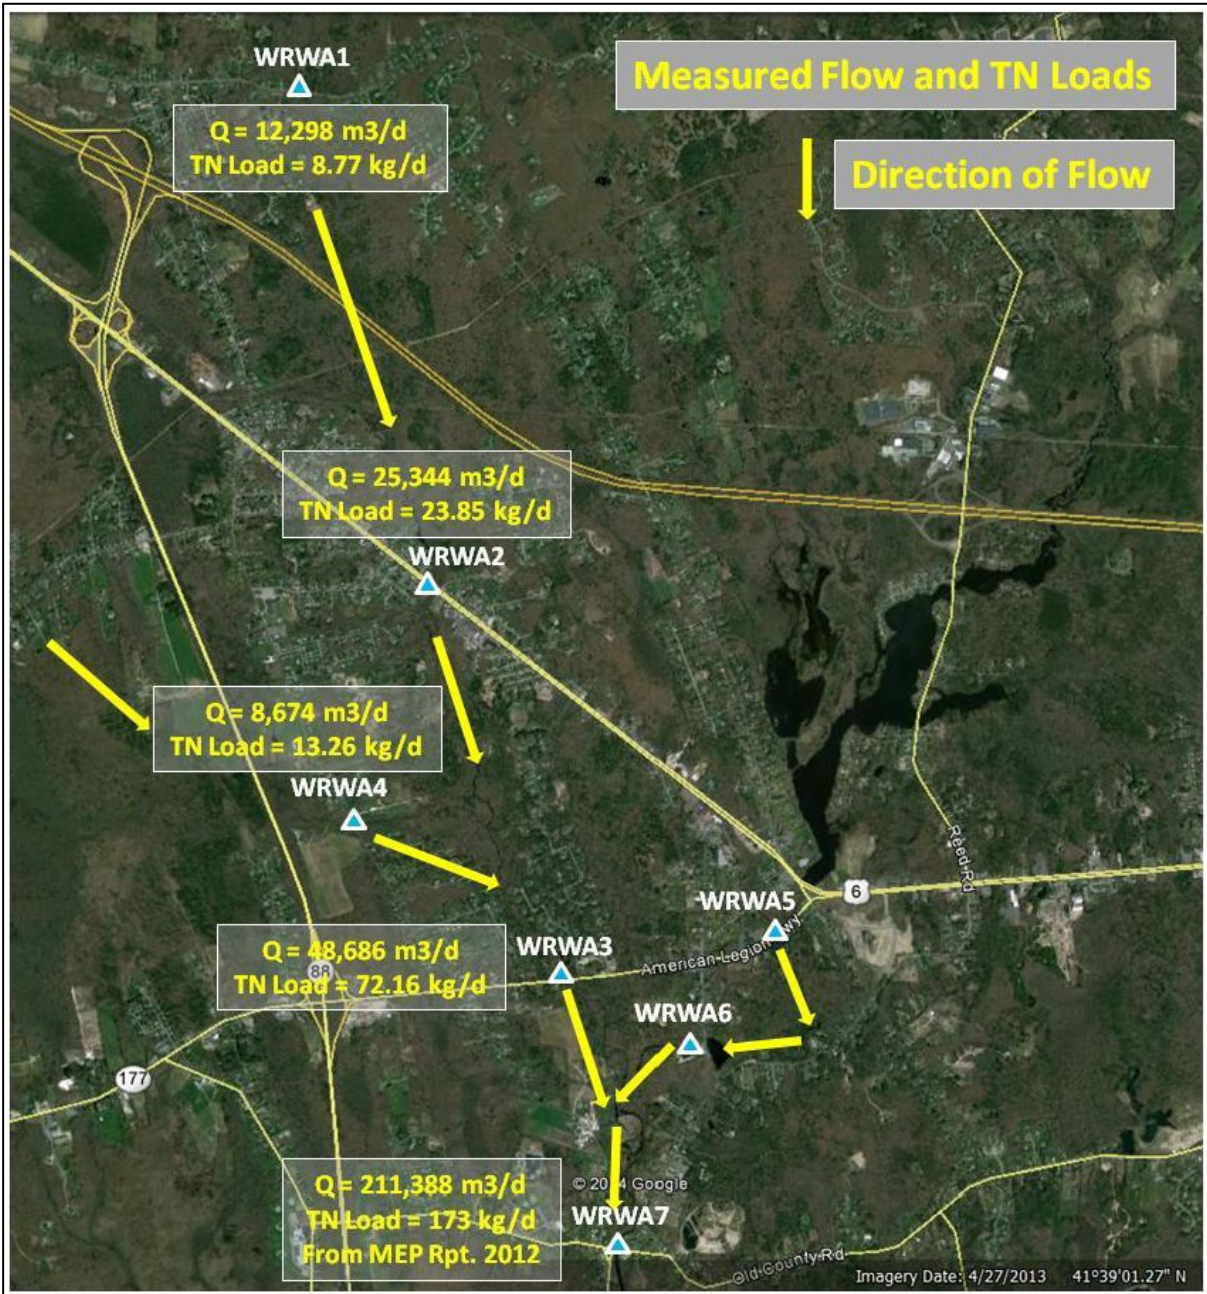 WRWA1
Measured Flow and TN Loads
Q = 12,298 m3/d
TN Load = 8.77 kg/d
Direction of Flow
Q = 25,344 m3/d
TN Load = 23.85 kg/d
WRWA2
Q = 8,674 m3/d
TN Load = 13.26 kg/d
WRWA4
Reed Rd
6
WRWA5
American Legion Hwy
WRWA3
Q = 48,686 m3/d
TN Load = 72.16 kg/d
88
WRWA6
177
Q = 211,388 m3/d
TN Load = 173 kg/d
From MEP Rpt. 2012
© 2014 Google
WRWA7
Old County Rd
Imagery Date: 4/27/2013 41°39'01.27" N